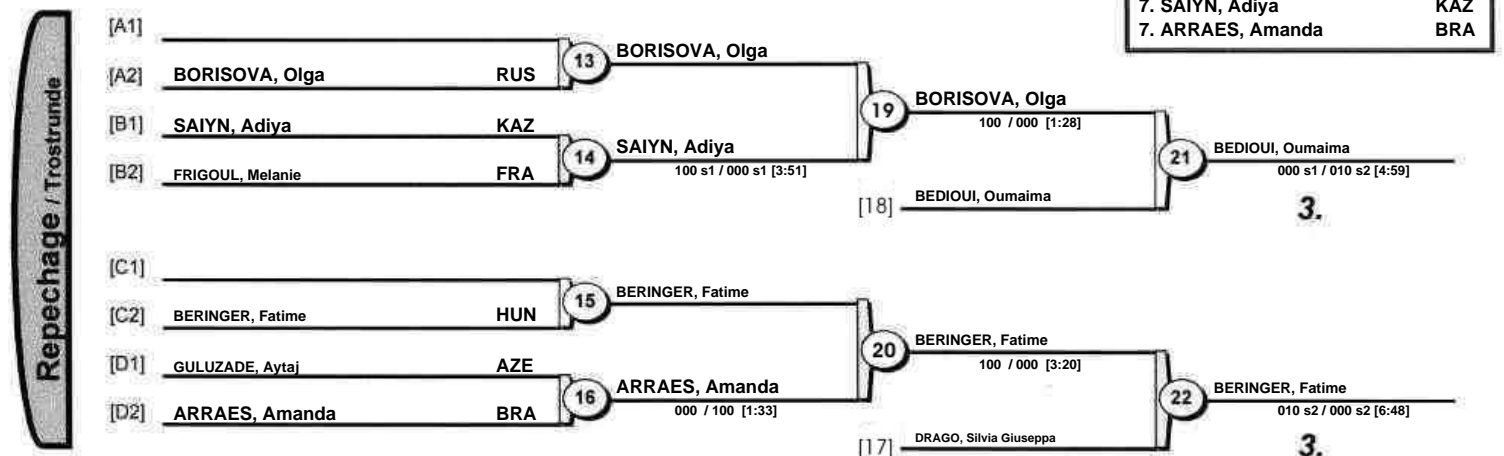 7. SAIYN, Adiya KAZ
7. ARRAES, Amanda BRA
Repechage / Trostrunde
[A1]
[A2] BORISOVA, Olga RUS
13 BORISOVA, Olga
[B1] SAIYN, Adiya KAZ
[B2] FRIGOUL, Melanie FRA
14 SAIYN, Adiya
100 s1 / 000 s1 [3:51]
19 BORISOVA, Olga
100 / 000 [1:28]
[18] BEDIOUI, Oumaima
21 BEDIOUI, Oumaima
000 s1 / 010 s2 [4:59]
3.
[C1]
[C2] BERINGER, Fatime HUN
15 BERINGER, Fatime
[D1] GULUZADE, Aytaj AZE
[D2] ARRAES, Amanda BRA
16 ARRAES, Amanda
000 / 100 [1:33]
20 BERINGER, Fatime
100 / 000 [3:20]
[17] DRAGO, Silvia Giuseppa
22 BERINGER, Fatime
010 s2 / 000 s2 [6:48]
3.